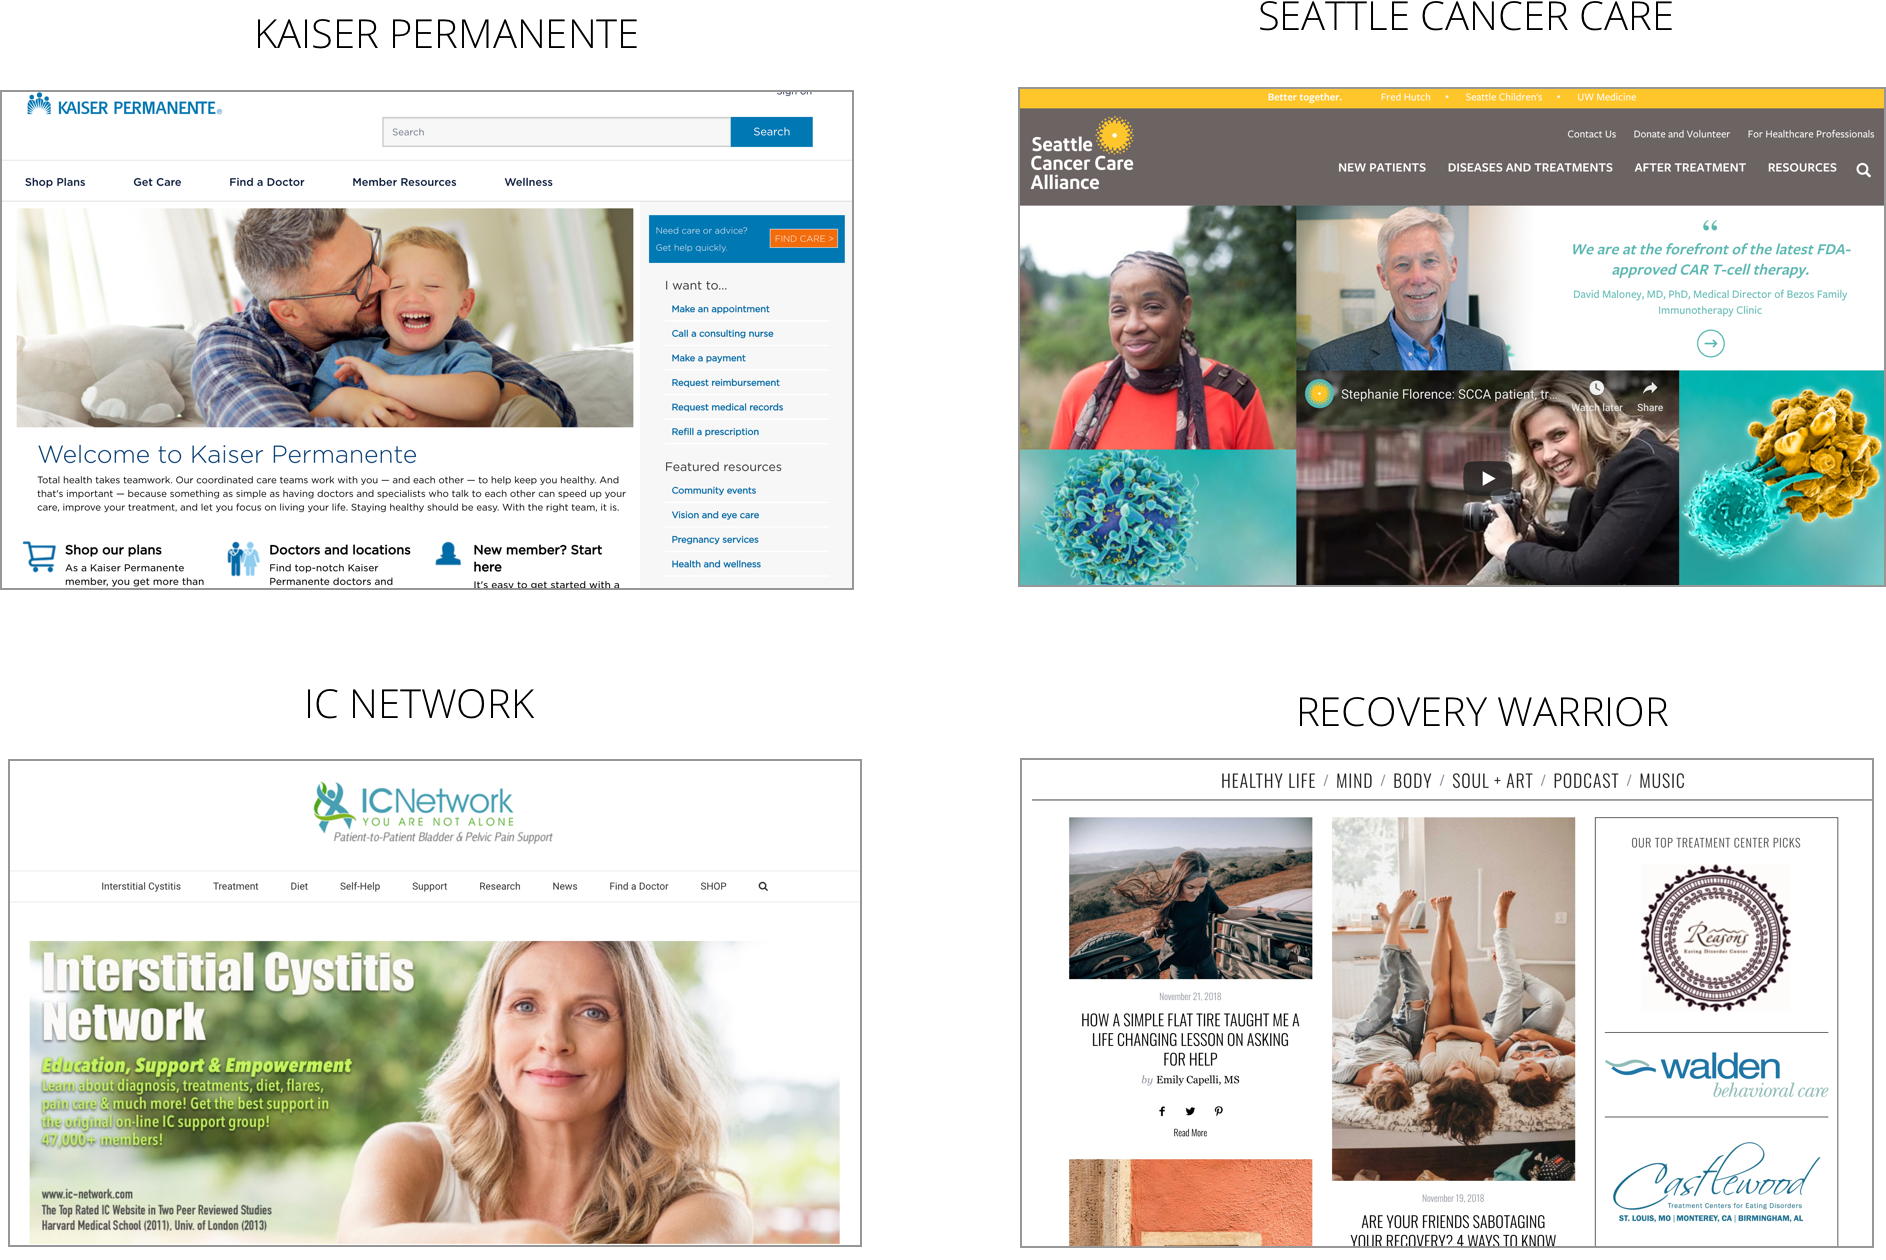 KAISER PERMANENTE
KAISER PERMANENTE®
Sign on
Search
Search
Shop Plans
Get Care
Find a Doctor
Member Resources
Wellness
Need care or advice?
Get help quickly.
FIND CARE >
I want to...
Make an appointment
Call a consulting nurse
Make a payment
Request reimbursement
Request medical records
Refill a prescription
Featured resources
Community events
Vision and eye care
Pregnancy services
Health and wellness
Welcome to Kaiser Permanente
Total health takes teamwork. Our coordinated care teams work with you — and each other — to help keep you healthy. And
that's important — because something as simple as having doctors and specialists who talk to each other can speed up your
care, improve your treatment, and let you focus on living your life. Staying healthy should be easy. With the right team, it is.
Shop our plans
As a Kaiser Permanente
member, you get more than
Doctors and locations
Find top-notch Kaiser
Permanente doctors and
New member? Start
here
It's easy to get started with a
SEATTLE CANCER CARE
Better together.
Fred Hutch • Seattle Children's • UW Medicine
Seattle
Cancer Care
Alliance
Contact Us
Donate and Volunteer
For Healthcare Professionals
NEW PATIENTS
DISEASES AND TREATMENTS
AFTER TREATMENT
RESOURCES
“
We are at the forefront of the latest FDA-
approved CAR T-cell therapy.
David Maloney, MD, PhD, Medical Director of Bezos Family
Immunotherapy Clinic
Stephanie Florence: SCCA patient, tr...
Watch later
Share
IC NETWORK
ICNetwork
YOU ARE NOT ALONE
Patient-to-Patient Bladder & Pelvic Pain Support
Interstitial Cystitis
Treatment
Diet
Self-Help
Support
Research
News
Find a Doctor
SHOP
Interstitial Cystitis
Network
Education, Support & Empowerment
Learn about diagnosis, treatments, diet, flares,
pain care & much more! Get the best support in
the original on-line IC support group!
47,000+ members!
www.ic-network.com
The Top Rated IC Website in Two Peer Reviewed Studies
Harvard Medical School (2011), Univ. of London (2013)
RECOVERY WARRIOR
HEALTHY LIFE / MIND / BODY / SOUL + ART / PODCAST / MUSIC
November 21, 2018
HOW A SIMPLE FLAT TIRE TAUGHT ME A
LIFE CHANGING LESSON ON ASKING
FOR HELP
by Emily Capelli, MS
Read More
November 19, 2018
ARE YOUR FRIENDS SABOTAGING
YOUR RECOVERY? 4 WAYS TO KNOW
OUR TOP TREATMENT CENTER PICKS
Reasons
Eating Disorder Center
walden
behavioral care
Castlewood
Treatment Centers for Eating Disorders
ST. LOUIS, MO | MONTEREY, CA | BIRMINGHAM, AL